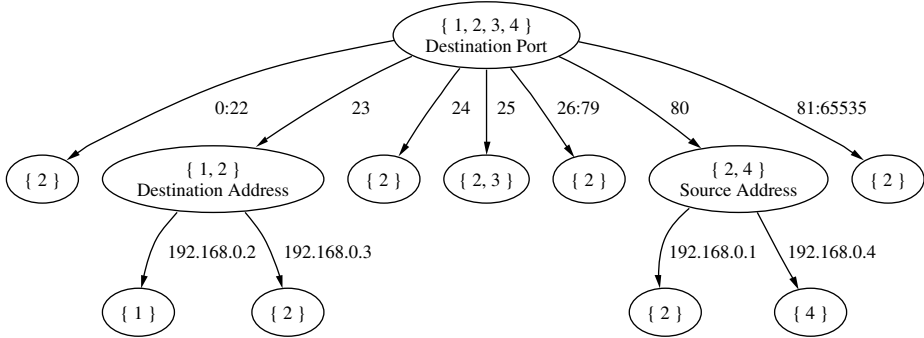 { 1, 2, 3, 4 }
Destination Port
0:22
23
24
25
26:79
80
81:65535
{ 2 }
{ 1, 2 }
Destination Address
{ 2 }
{ 2, 3 }
{ 2 }
{ 2, 4 }
Source Address
{ 2 }
192.168.0.2
192.168.0.3
192.168.0.1
192.168.0.4
{ 1 }
{ 2 }
{ 2 }
{ 4 }